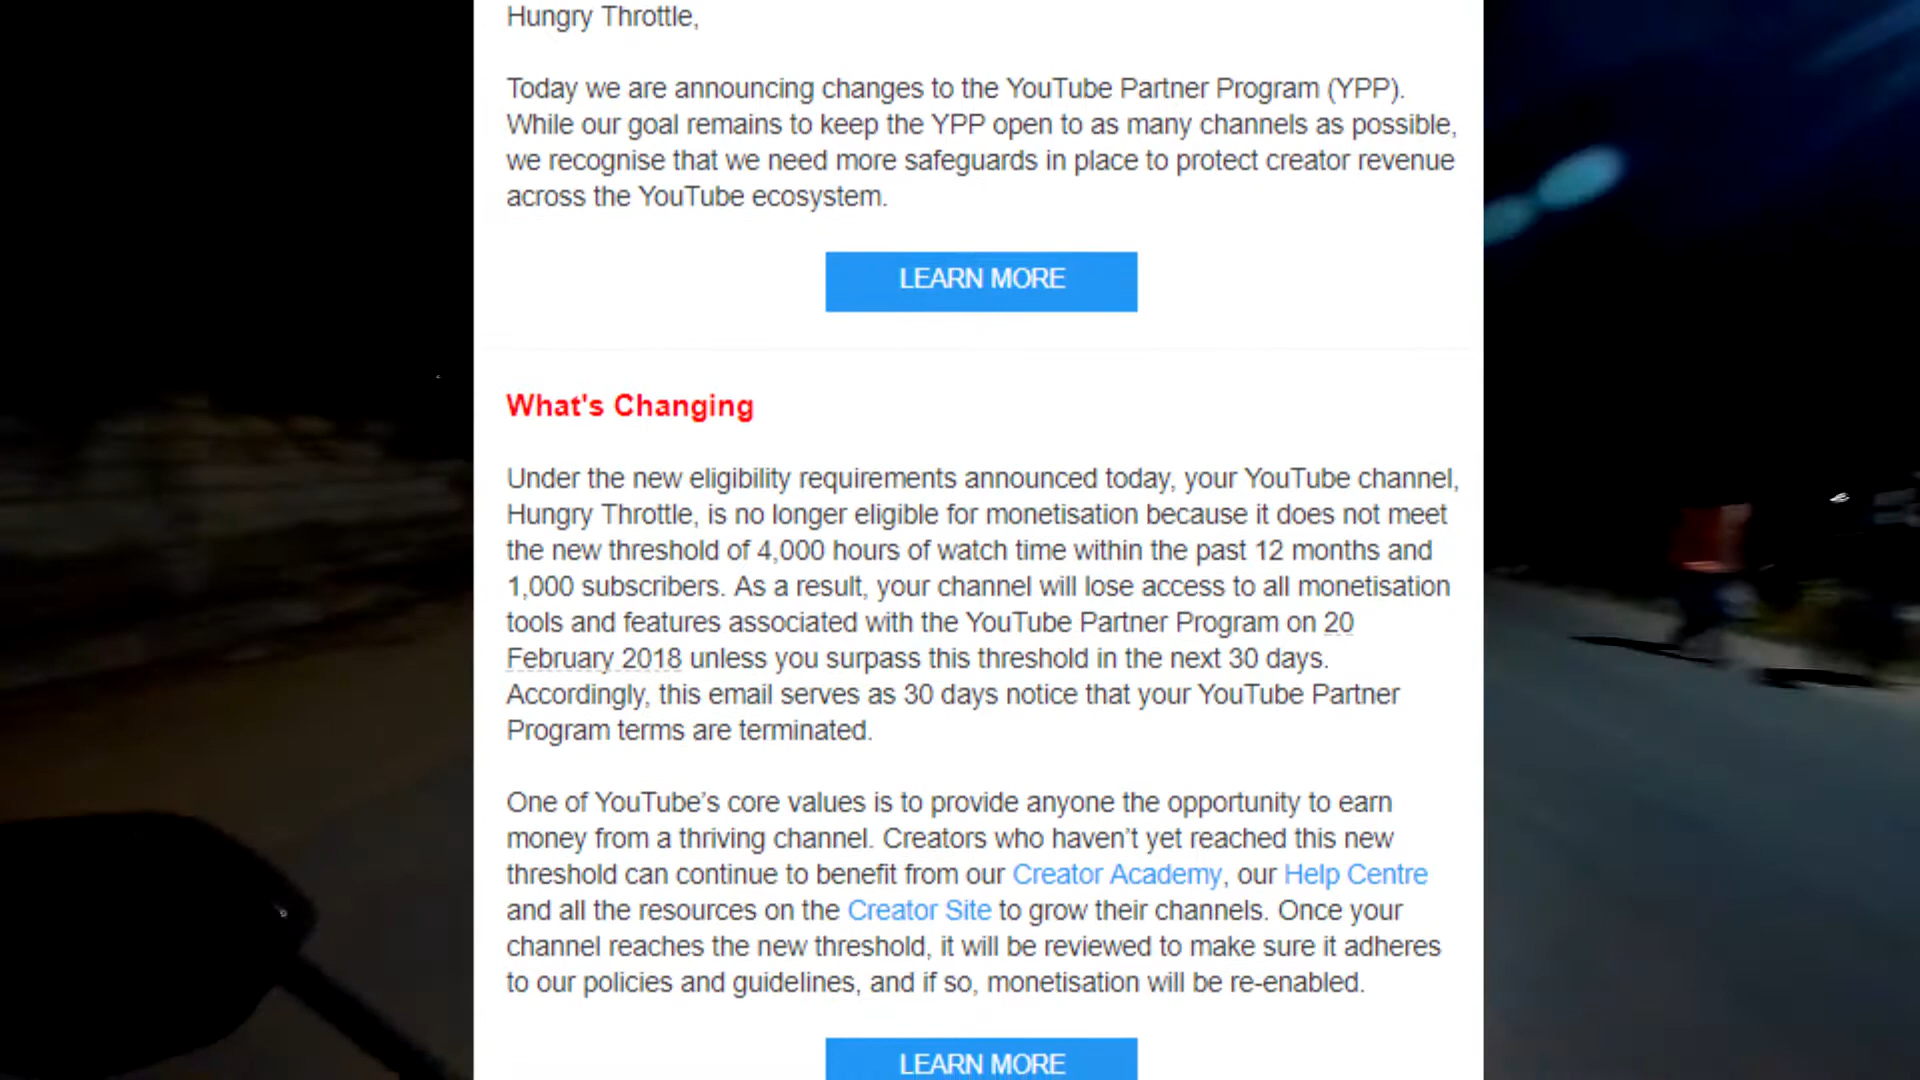 Hungry Throttle,
Today we are announcing changes to the YouTube Partner Program (YPP).
While our goal remains to keep the YPP open to as many channels as possible,
we recognise that we need more safeguards in place to protect creator revenue
across the YouTube ecosystem.
LEARN MORE
What's Changing
Under the new eligibility requirements announced today, your YouTube channel,
Hungry Throttle, is no longer eligible for monetisation because it does not meet
the new threshold of 4,000 hours of watch time within the past 12 months and
1,000 subscribers. As a result, your channel will lose access to all monetisation
tools and features associated with the YouTube Partner Program on 20
February 2018 unless you surpass this threshold in the next 30 days.
Accordingly, this email serves as 30 days notice that your YouTube Partner
Program terms are terminated.
One of YouTube’s core values is to provide anyone the opportunity to earn
money from a thriving channel. Creators who haven’t yet reached this new
threshold can continue to benefit from our Creator Academy, our Help Centre
and all the resources on the Creator Site to grow their channels. Once your
channel reaches the new threshold, it will be reviewed to make sure it adheres
to our policies and guidelines, and if so, monetisation will be re-enabled.
LEARN MORE